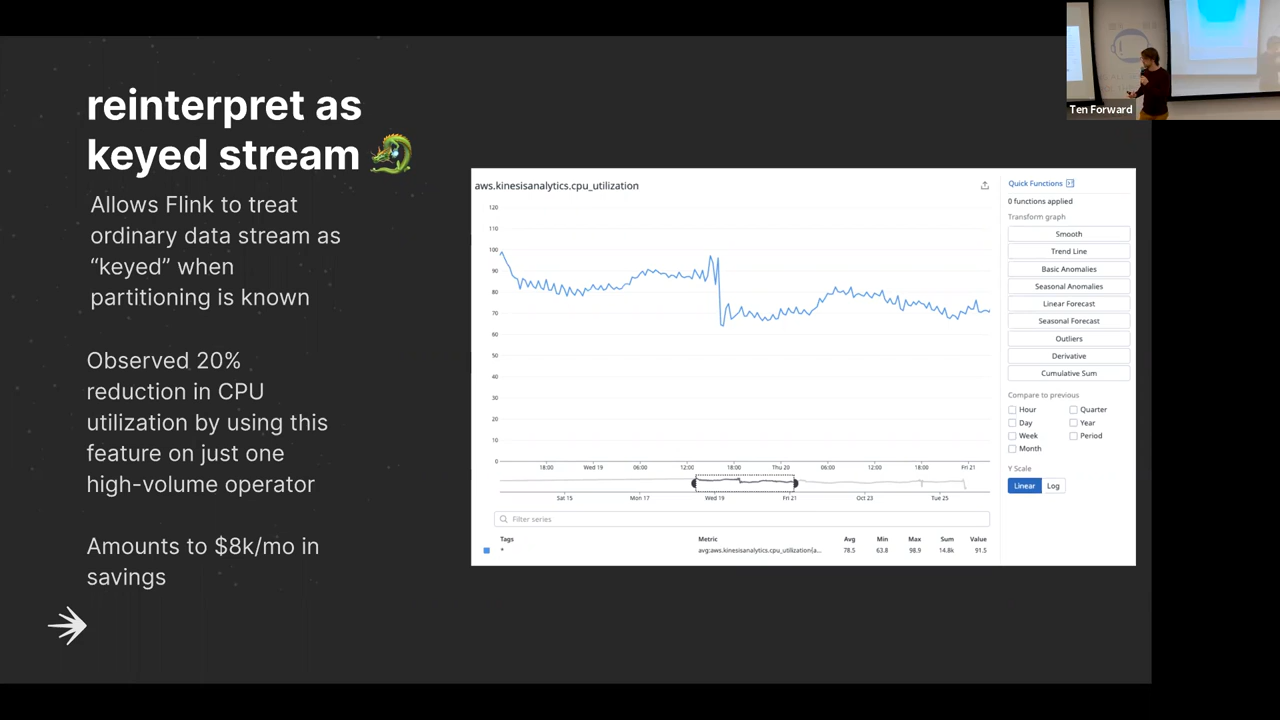 reinterpret as
keyed stream
Allows Flink to treat
ordinary data stream as
“keyed” when
partitioning is known
Observed 20%
reduction in CPU
utilization by using this
feature on just one
high-volume operator
Amounts to $8k/mo in
savings
Ten Forward
aws.kinesisanalytics.cpu_utilization
120
110
100
90
80
70
60
50
40
30
20
10
0
18:00 Wed 19 06:00 12:00 18:00 Thu 20 06:00 12:00 18:00 Fri 21
Sat 15 Mon 17 Wed 19 Fri 21 Oct 23 Tue 25
Filter series
Tags Metric Avg Min Max Sum Value
* avg:aws.kinesisanalytics.cpu_utilization{a... 78.5 63.8 98.9 14.8k 91.5
Quick Functions
0 functions applied
Transform graph
Smooth
Trend Line
Basic Anomalies
Seasonal Anomalies
Linear Forecast
Seasonal Forecast
Outliers
Derivative
Cumulative Sum
Compare to previous
Hour Quarter
Day Year
Week Period
Month
Y Scale
Linear Log